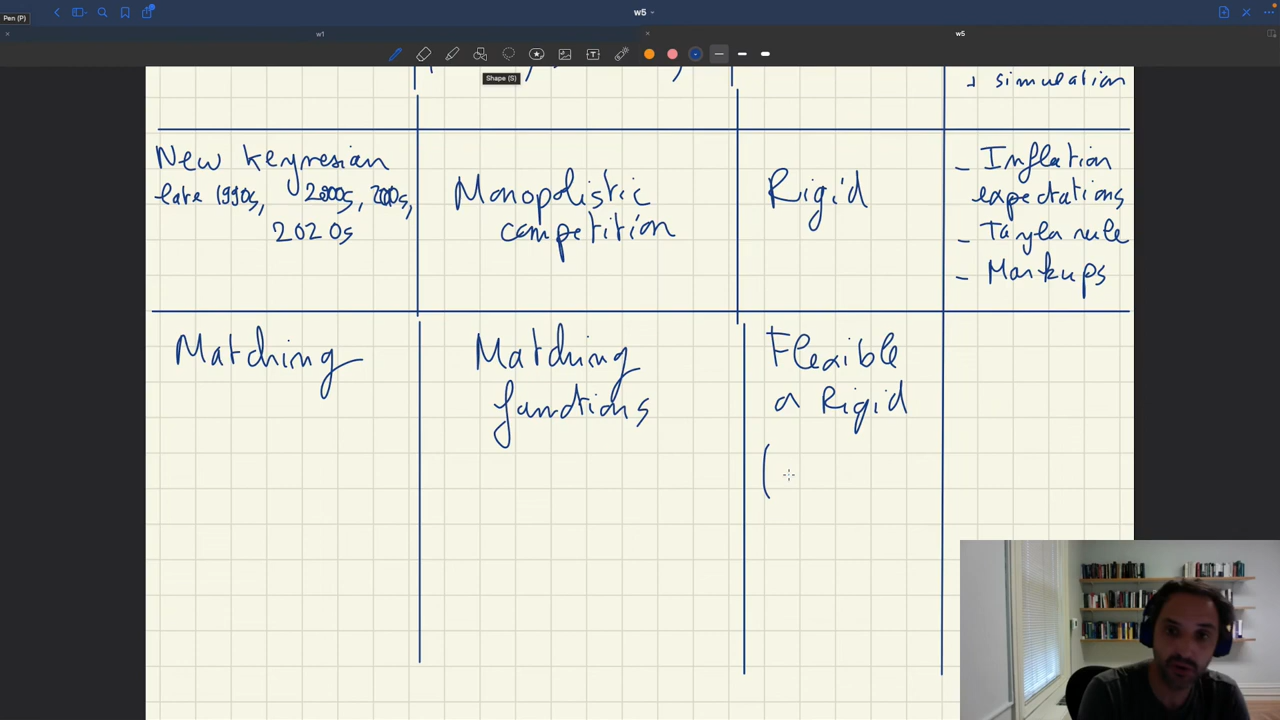 Pen (P)
w5
w1
w5
Shape (S)
+ simulation
New Keynesian
late 1990s, 2000s, 2010s,
2020s
Monopolistic
competition
Rigid
- Inflation
expectations
- Taylor rule
- Markups
Matching
Matching
functions
Flexible
or Rigid
(